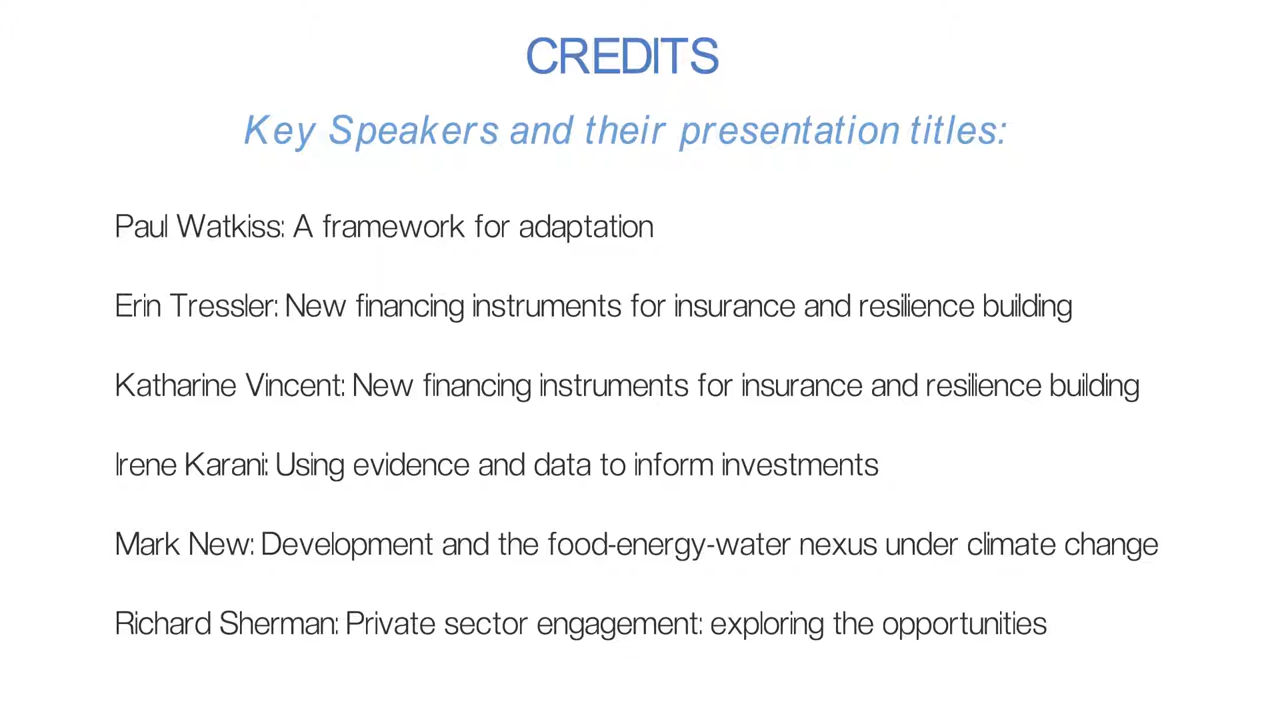 CREDITS
Key Speakers and their presentation titles:
Paul Watkiss: A framework for adaptation
Erin Tressler: New financing instruments for insurance and resilience building
Katharine Vincent: New financing instruments for insurance and resilience building
Irene Karani: Using evidence and data to inform investments
Mark New: Development and the food-energy-water nexus under climate change
Richard Sherman: Private sector engagement: exploring the opportunities